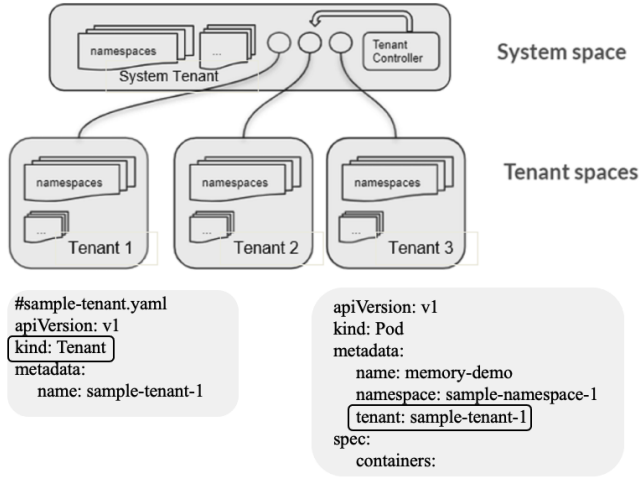 namespaces
...
System Tenant
Tenant
Controller
System space
namespaces
...
Tenant 1
namespaces
...
Tenant 2
namespaces
...
Tenant 3
Tenant spaces
#sample-tenant.yaml
apiVersion: v1
kind: Tenant
metadata:
name: sample-tenant-1
apiVersion: v1
kind: Pod
metadata:
name: memory-demo
namespace: sample-namespace-1
tenant: sample-tenant-1
spec:
containers: